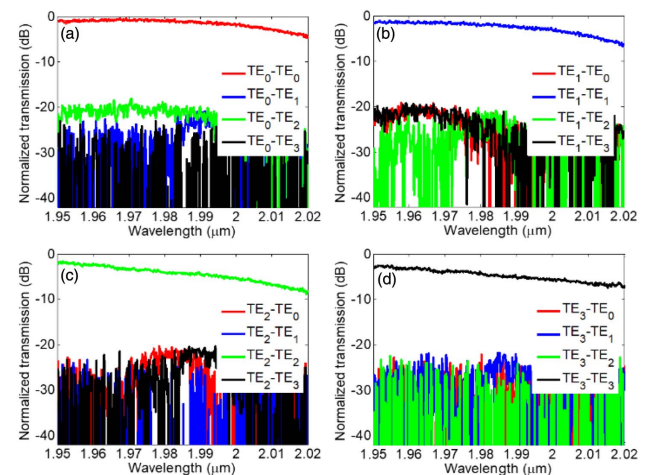 (a)
Normalized transmission (dB)
0
-10
-20
-30
-40
TE0-TE0
TE0-TE1
TE0-TE2
TE0-TE3
1.95 1.96 1.97 1.98 1.99 2 2.01 2.02
Wavelength (μm)
(b)
Normalized transmission (dB)
0
-10
-20
-30
-40
TE1-TE0
TE1-TE1
TE1-TE2
TE1-TE3
1.95 1.96 1.97 1.98 1.99 2 2.01 2.02
Wavelength (μm)
(c)
Normalized transmission (dB)
0
-10
-20
-30
-40
TE2-TE0
TE2-TE1
TE2-TE2
TE2-TE3
1.95 1.96 1.97 1.98 1.99 2 2.01 2.02
Wavelength (μm)
(d)
Normalized transmission (dB)
0
-10
-20
-30
-40
TE3-TE0
TE3-TE1
TE3-TE2
TE3-TE3
1.95 1.96 1.97 1.98 1.99 2 2.01 2.02
Wavelength (μm)